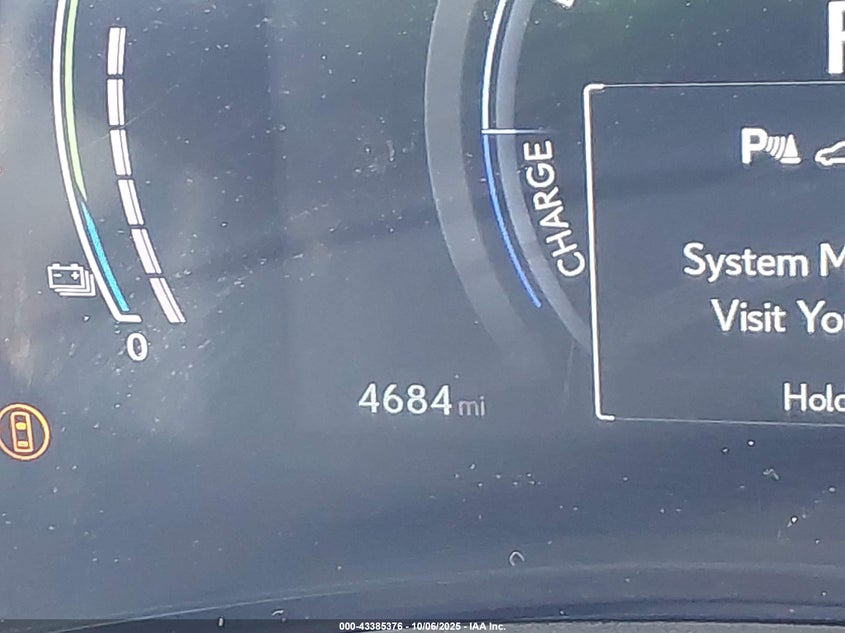 P
CHARGE
System M
Visit Yo
0
4684 mi
Hold
000-43385376 - 10/06/2025 - IAA Inc.